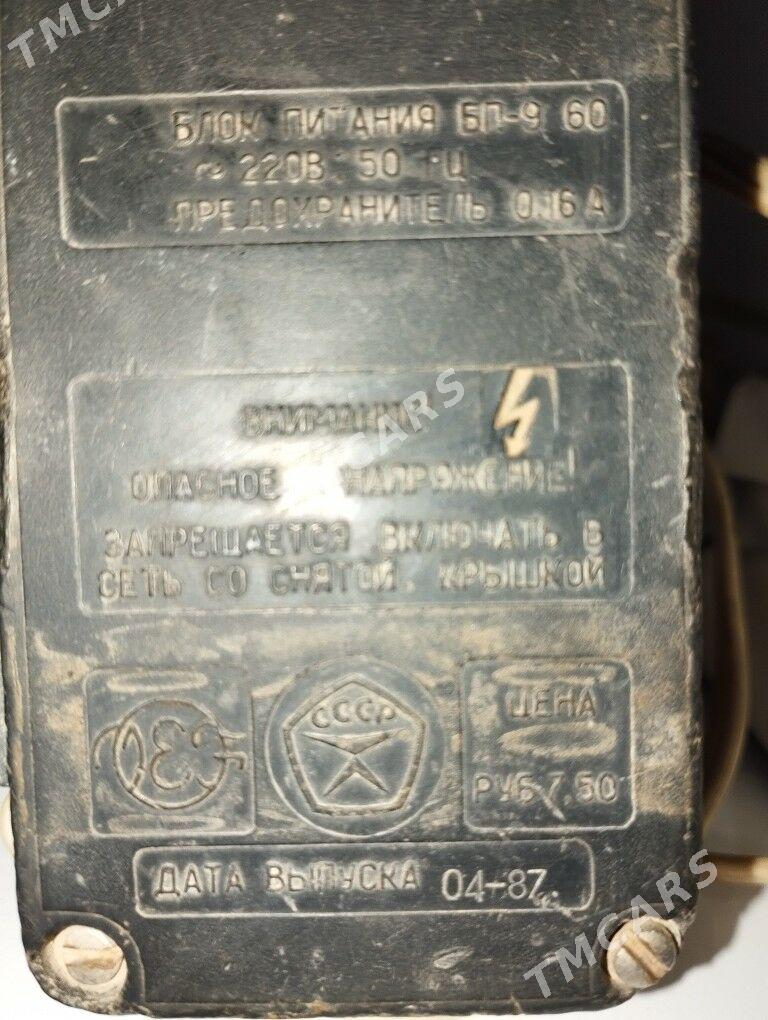 TMCARS
БЛОК ПИТАНИЯ БП-9 60
~ 220В 50 ГЦ
ПРЕДОХРАНИТЕЛЬ 0,16 А
ВНИМАНИЕ
TMCARS
ОПАСНОЕ НАПРЯЖЕНИЕ!
ЗАПРЕЩАЕТСЯ ВКЛЮЧАТЬ В
СЕТЬ СО СНЯТОЙ КРЫШКОЙ
СССР
ЦЕНА
РУБ 7.50
ДАТА ВЫПУСКА 04-87
TMCARS